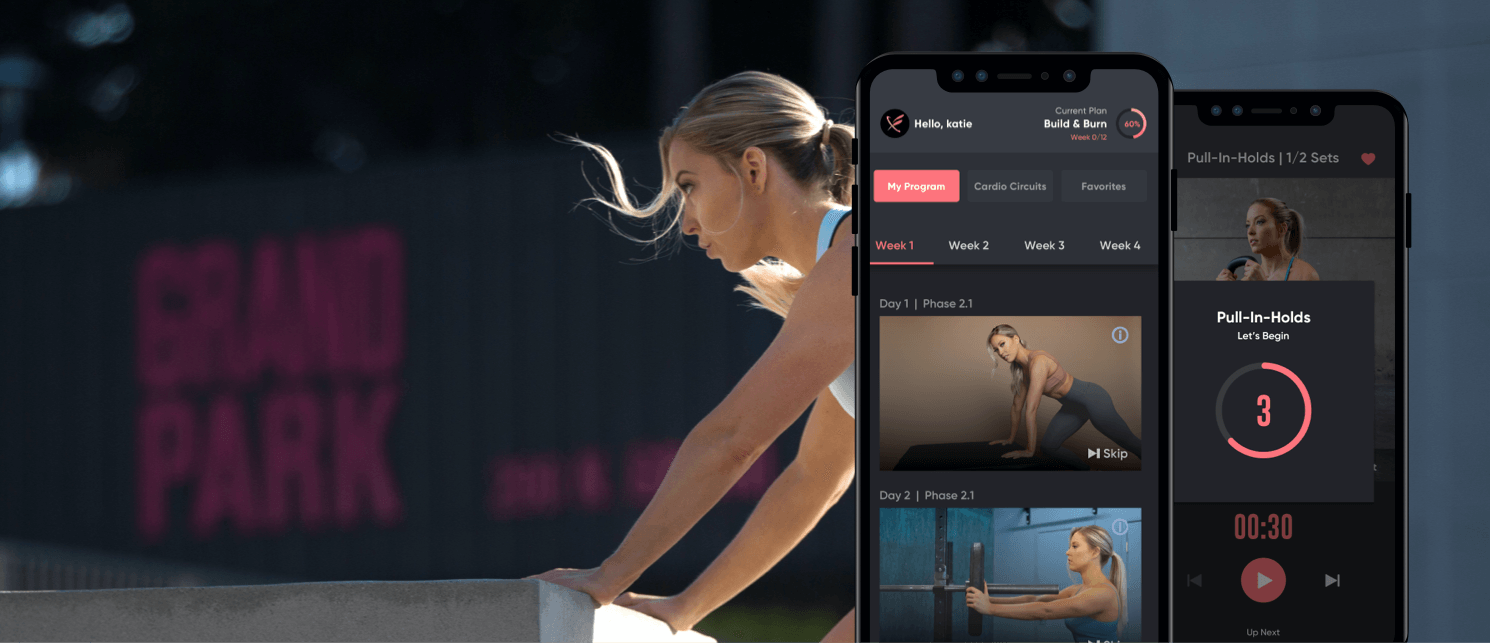 GRAND
PARK
Hello, katie
Current Plan
Build & Burn
Week 0/12
60%
My Program
Cardio Circuits
Favorites
Week 1
Week 2
Week 3
Week 4
Day 1 | Phase 2.1
Skip
Day 2 | Phase 2.1
Skip
Pull-In-Holds | 1/2 Sets
Pull-In-Holds
Let's Begin
3
00:30
Up Next